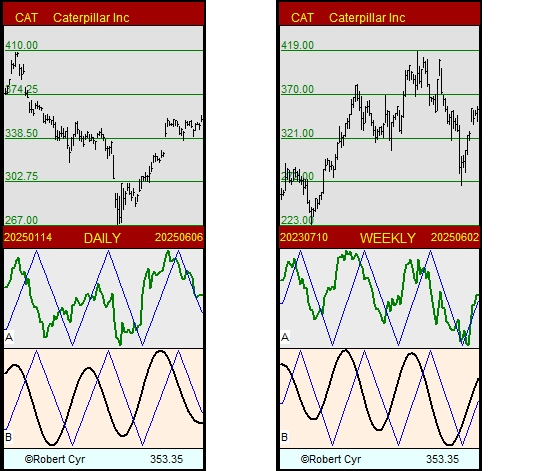 CAT Caterpillar Inc
410.00
374.25
338.50
302.75
267.00
20250114 DAILY 20250606
A
B
©Robert Cyr 353.35
CAT Caterpillar Inc
419.00
370.00
321.00
223.00
20230710 WEEKLY 20250602
A
B
©Robert Cyr 353.35